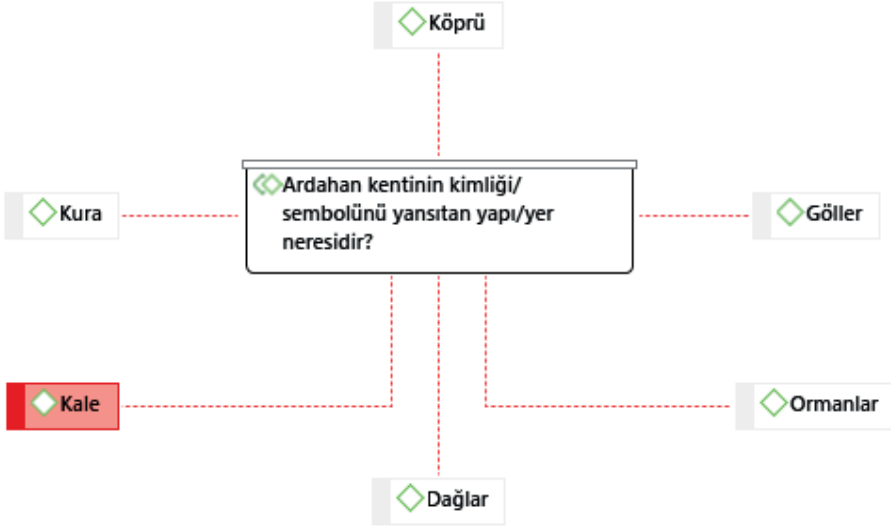 Köprü
Ardahan kentinin kimliği/
sembolünü yansıtan yapı/yer
neresidir?
Kura
Göller
Kale
Ormanlar
Dağlar